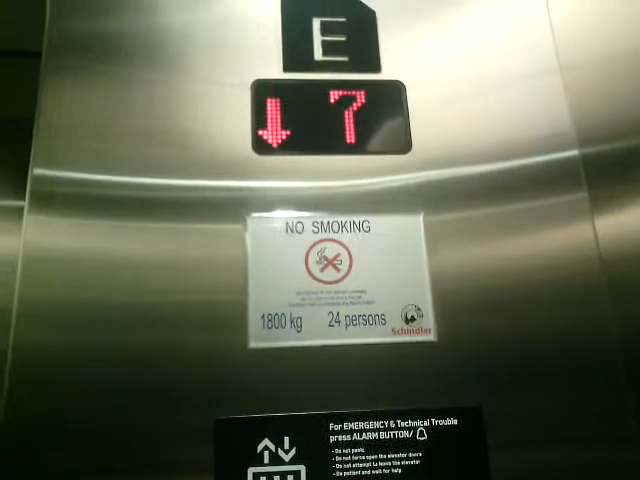 E
7
NO SMOKING
1800 kg 24 persons
Schindler
For EMERGENCY & Technical Trouble
press ALARM BUTTON/
- Do not panic
- Do not force open the elevator doors
- Do not attempt to leave the elevator
- Be patient and wait for help